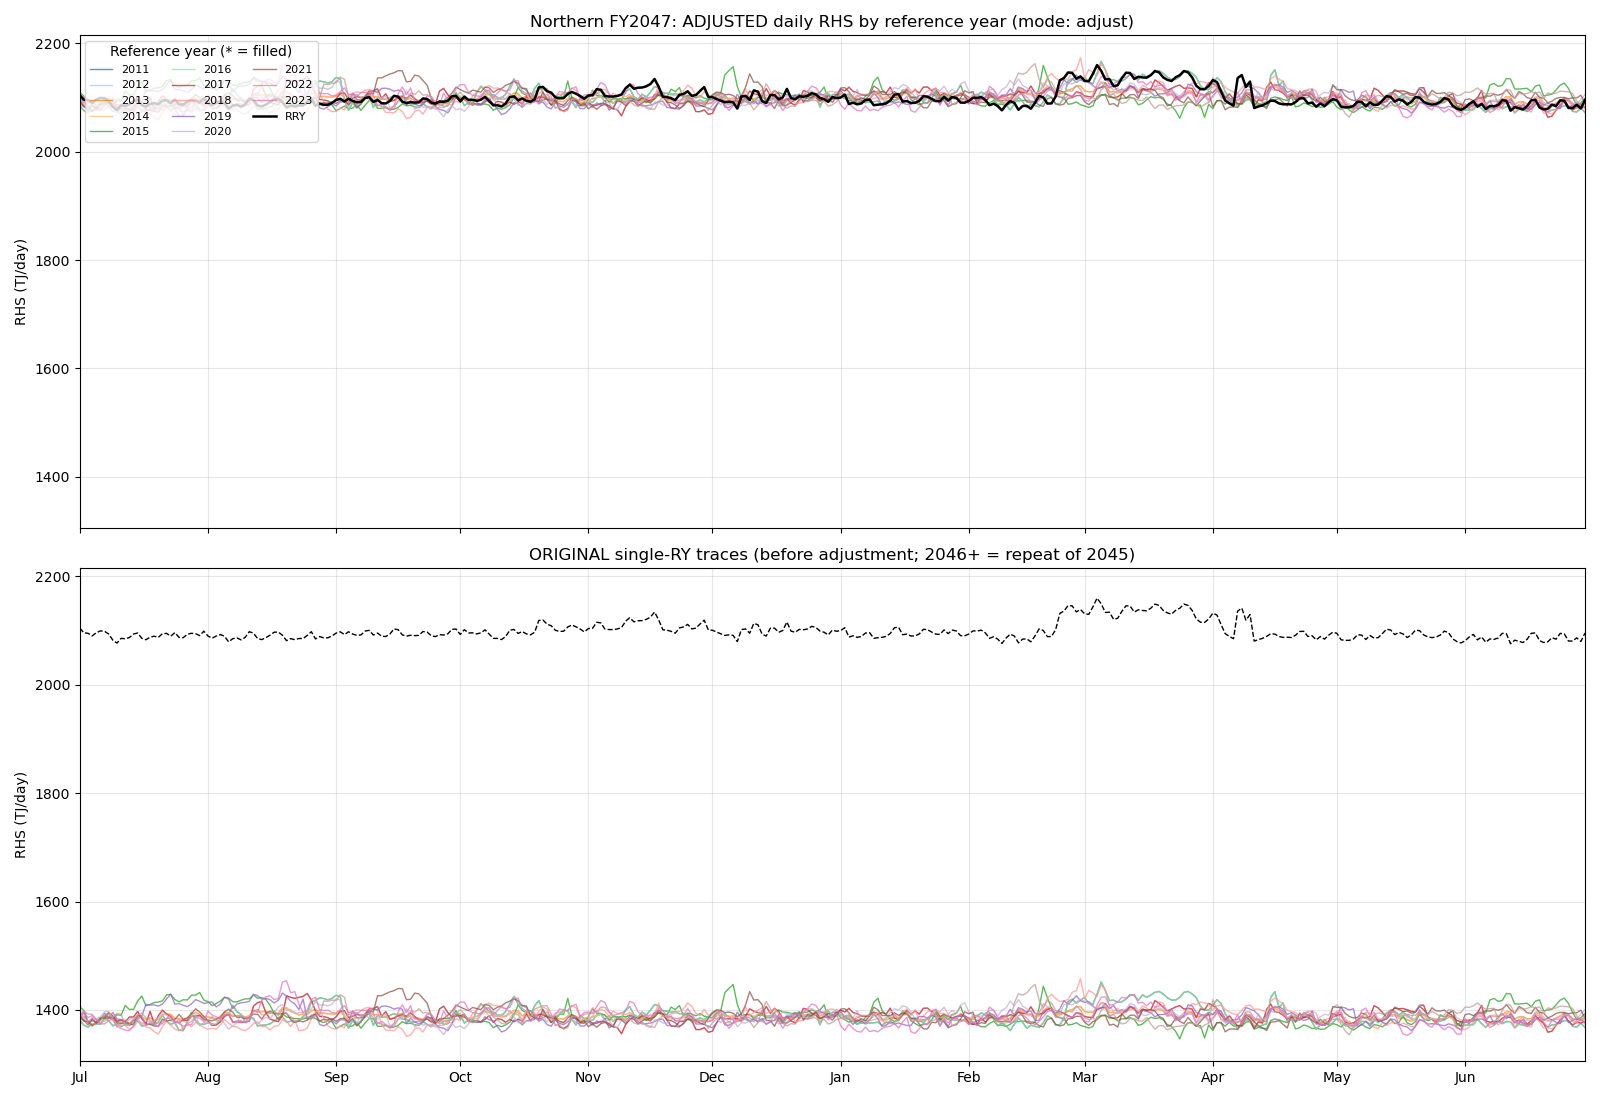 Northern FY2047: ADJUSTED daily RHS by reference year (mode: adjust)
2200
2000
1800
1600
1400
RHS (TJ/day)
Reference year (* = filled)
2011 2016 2021
2012 2017 2022
2013 2018 2023
2014 2019 RRY
2015 2020
ORIGINAL single-RY traces (before adjustment; 2046+ = repeat of 2045)
2200
2000
1800
1600
1400
RHS (TJ/day)
Jul Aug Sep Oct Nov Dec Jan Feb Mar Apr May Jun